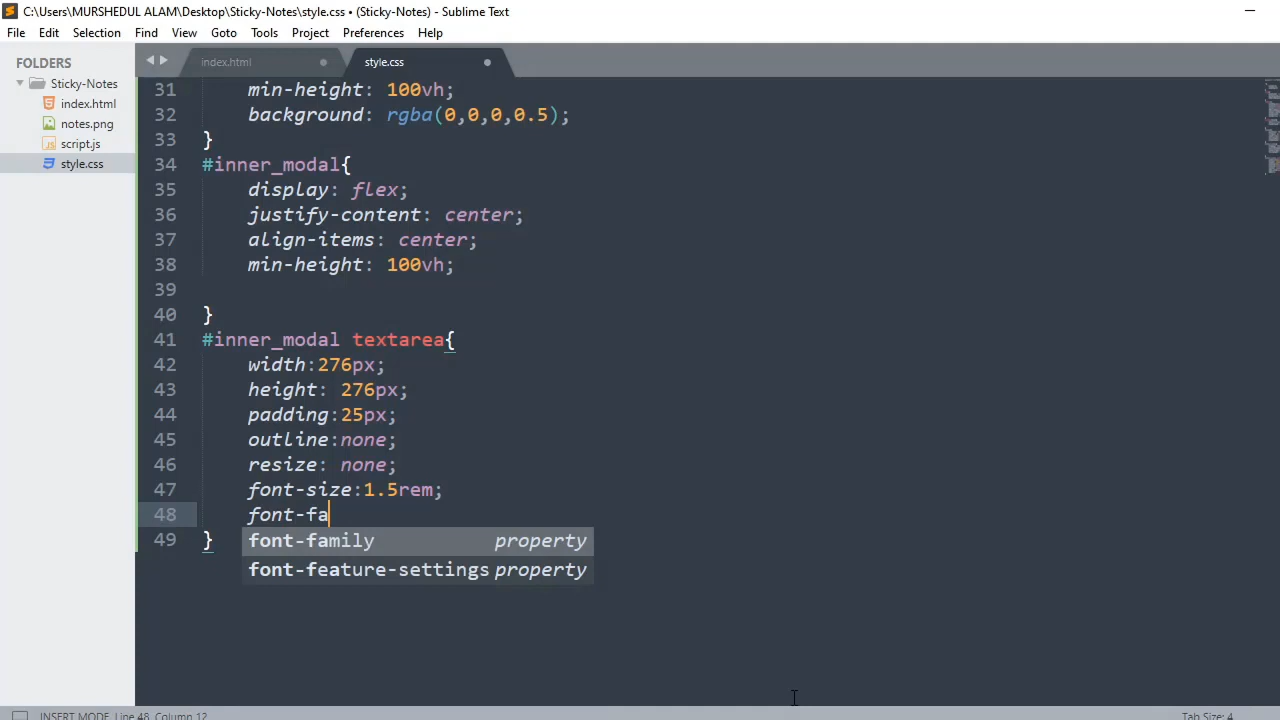 C:\Users\MURSHEDUL ALAM\Desktop\Sticky-Notes\style.css • (Sticky-Notes) - Sublime Text
File Edit Selection Find View Goto Tools Project Preferences Help
FOLDERS
Sticky-Notes
index.html
notes.png
script.js
style.css
index.html style.css
31 min-height: 100vh;
32 background: rgba(0,0,0,0.5);
33 }
34 #inner_modal{
35 display: flex;
36 justify-content: center;
37 align-items: center;
38 min-height: 100vh;
39
40 }
41 #inner_modal textarea{
42 width:276px;
43 height: 276px;
44 padding:25px;
45 outline:none;
46 resize: none;
47 font-size:1.5rem;
48 font-fa
49 }
font-family property
font-feature-settings property
INSERT MODE, Line 48, Column 12
Tab Size: 4